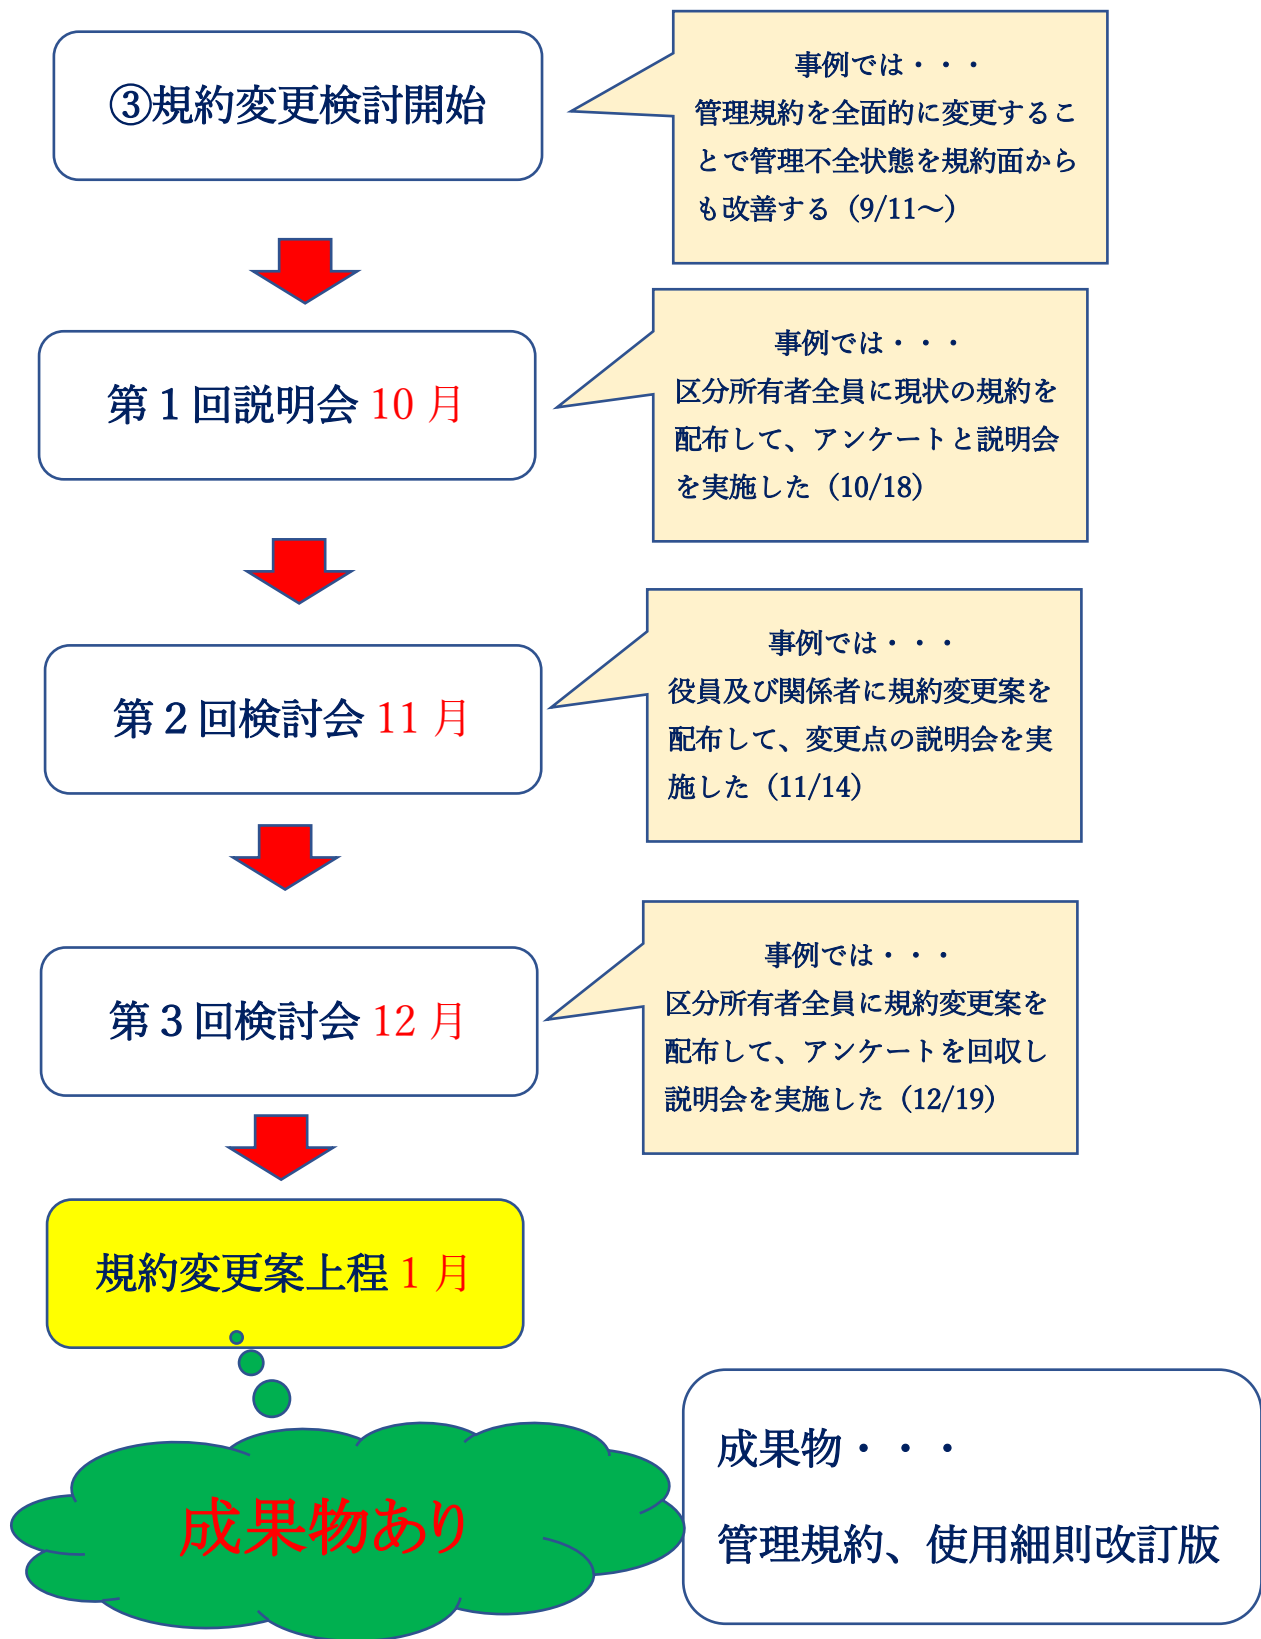 ③規約変更検討開始
事例では・・・
管理規約を全面的に変更するこ
とで管理不全状態を規約面から
も改善する（9/11～）
第１回説明会 10 月
事例では・・・
区分所有者全員に現状の規約を
配布して、アンケートと説明会
を実施した（10/18）
第２回検討会 11 月
事例では・・・
役員及び関係者に規約変更案を
配布して、変更点の説明会を実
施した（11/14）
第３回検討会 12 月
事例では・・・
区分所有者全員に規約変更案を
配布して、アンケートを回収し
説明会を実施した（12/19）
規約変更案上程 1 月
成果物あり
成果物・・・
管理規約、使用細則改訂版